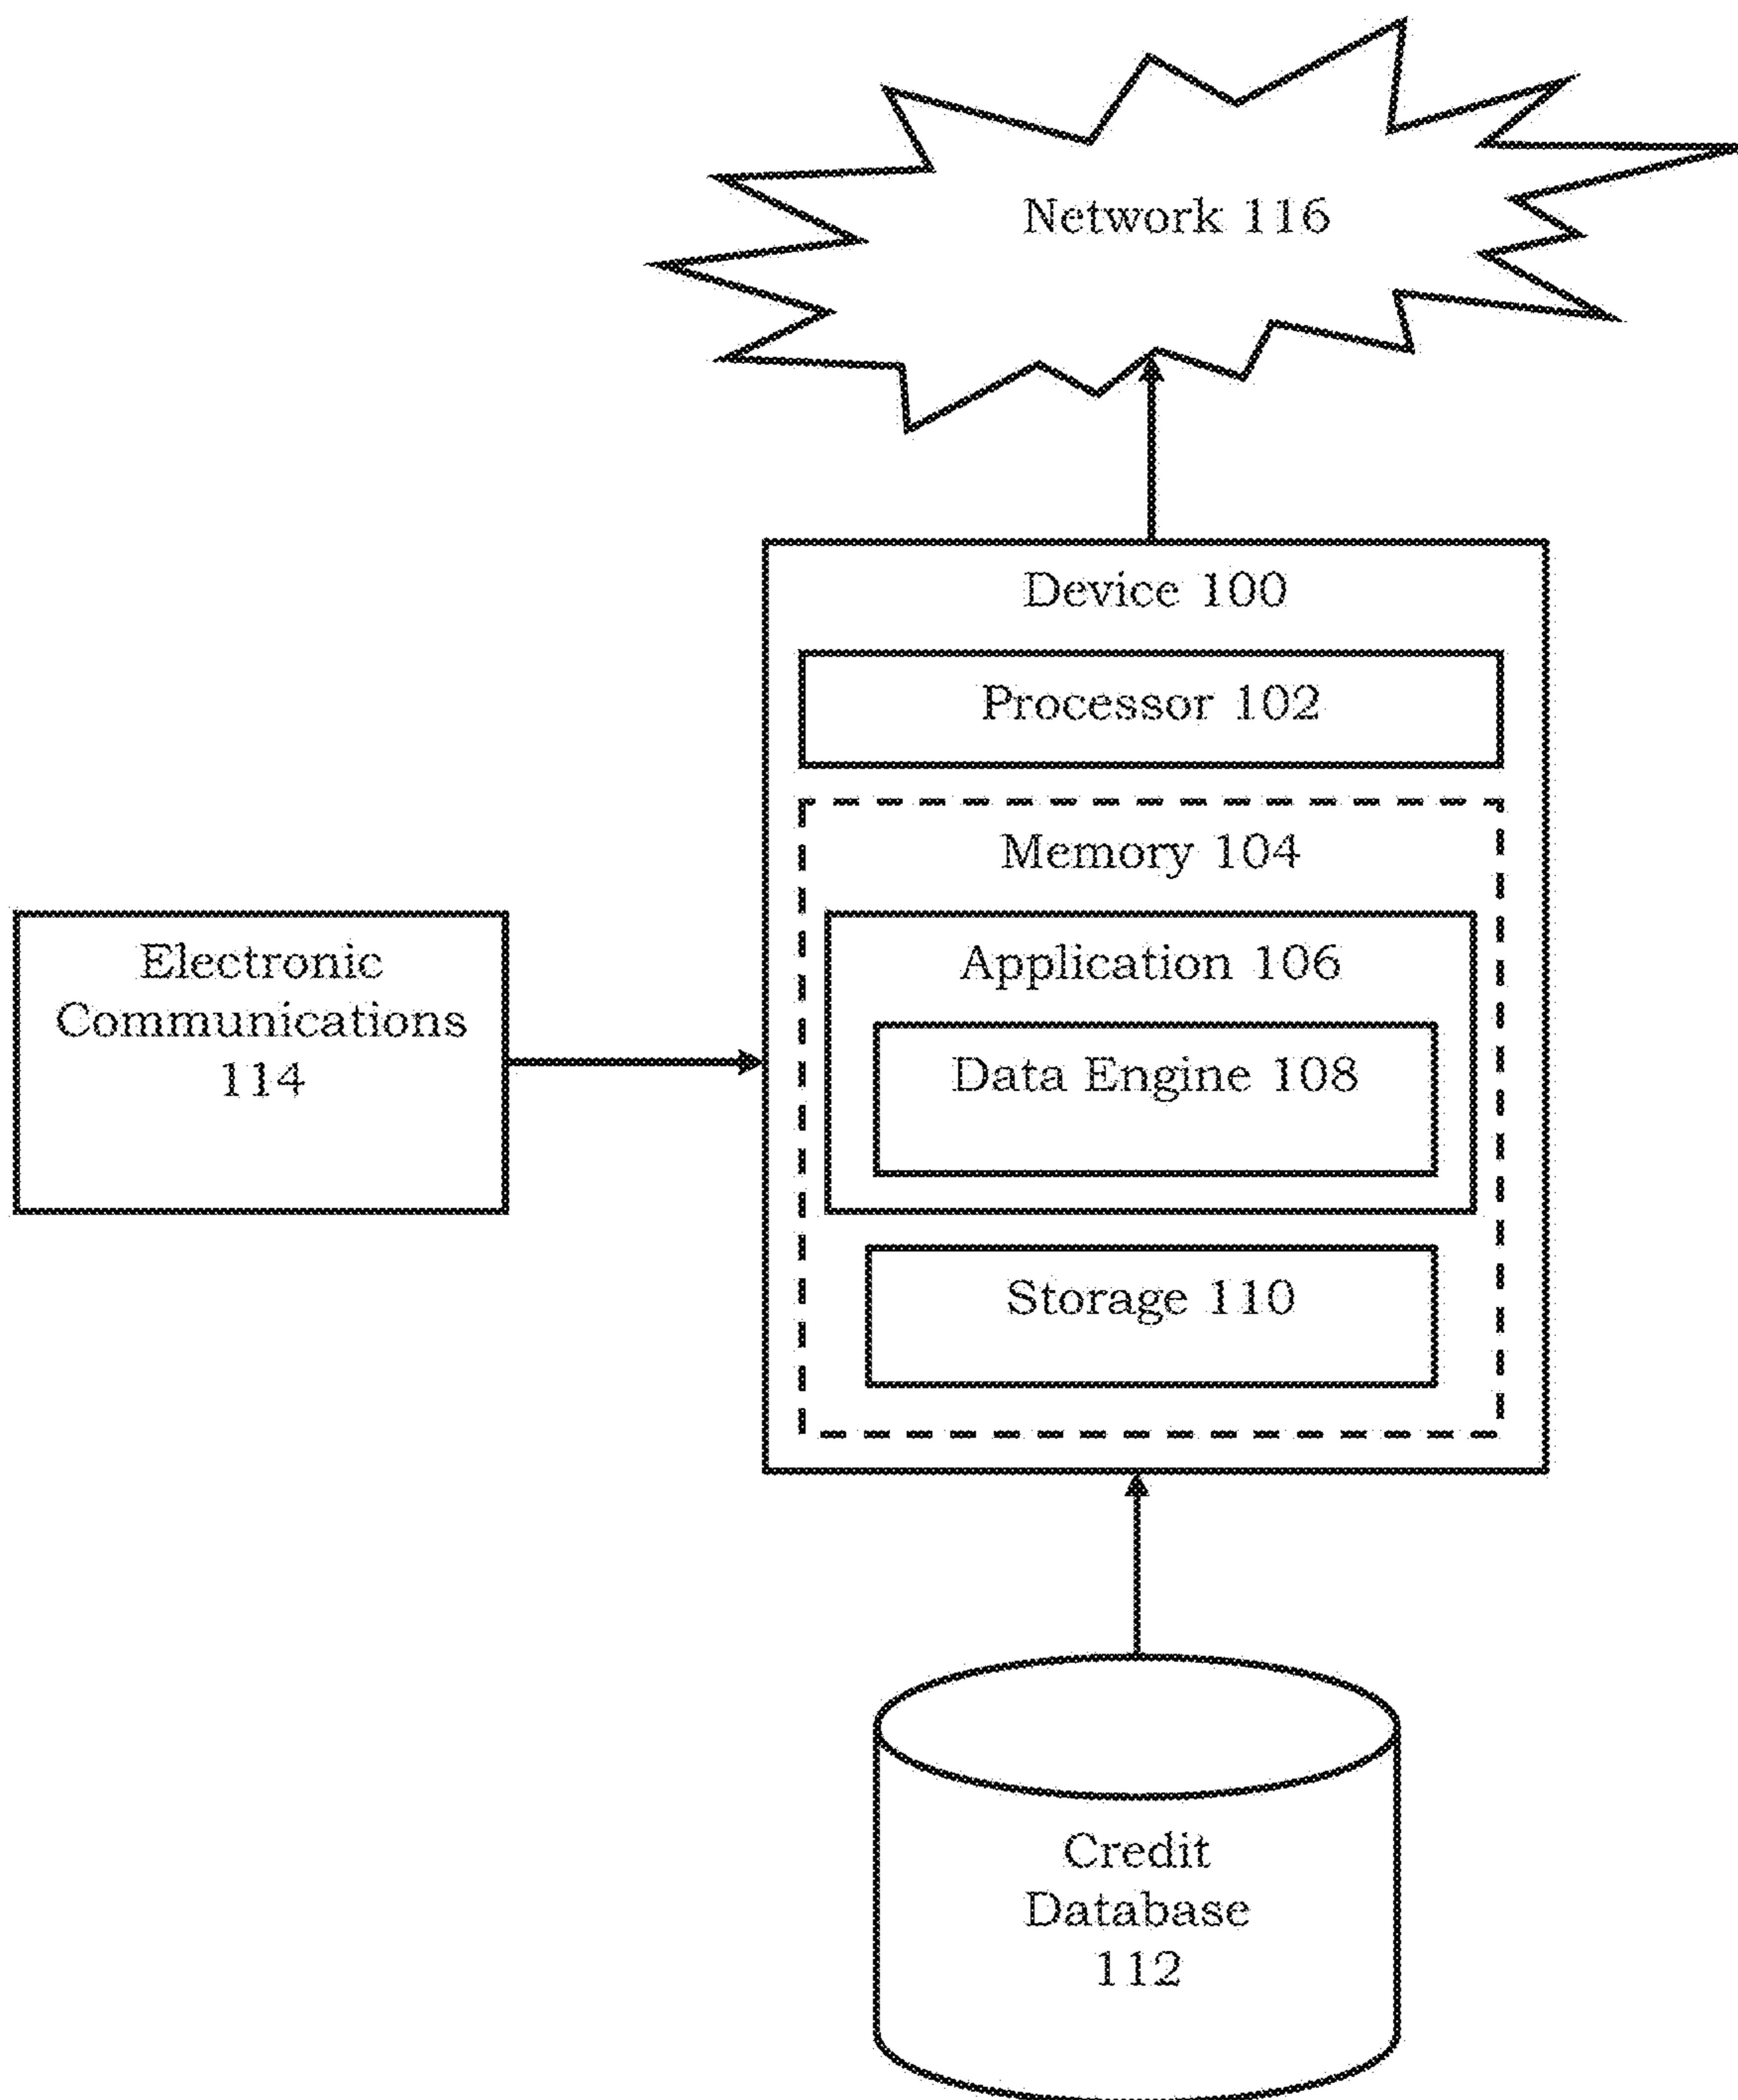 Network 116
Device 100
Processor 102
Memory 104
Electronic
Communications
114
Application 106
Data Engine 108
Storage 110
Credit
Database
112